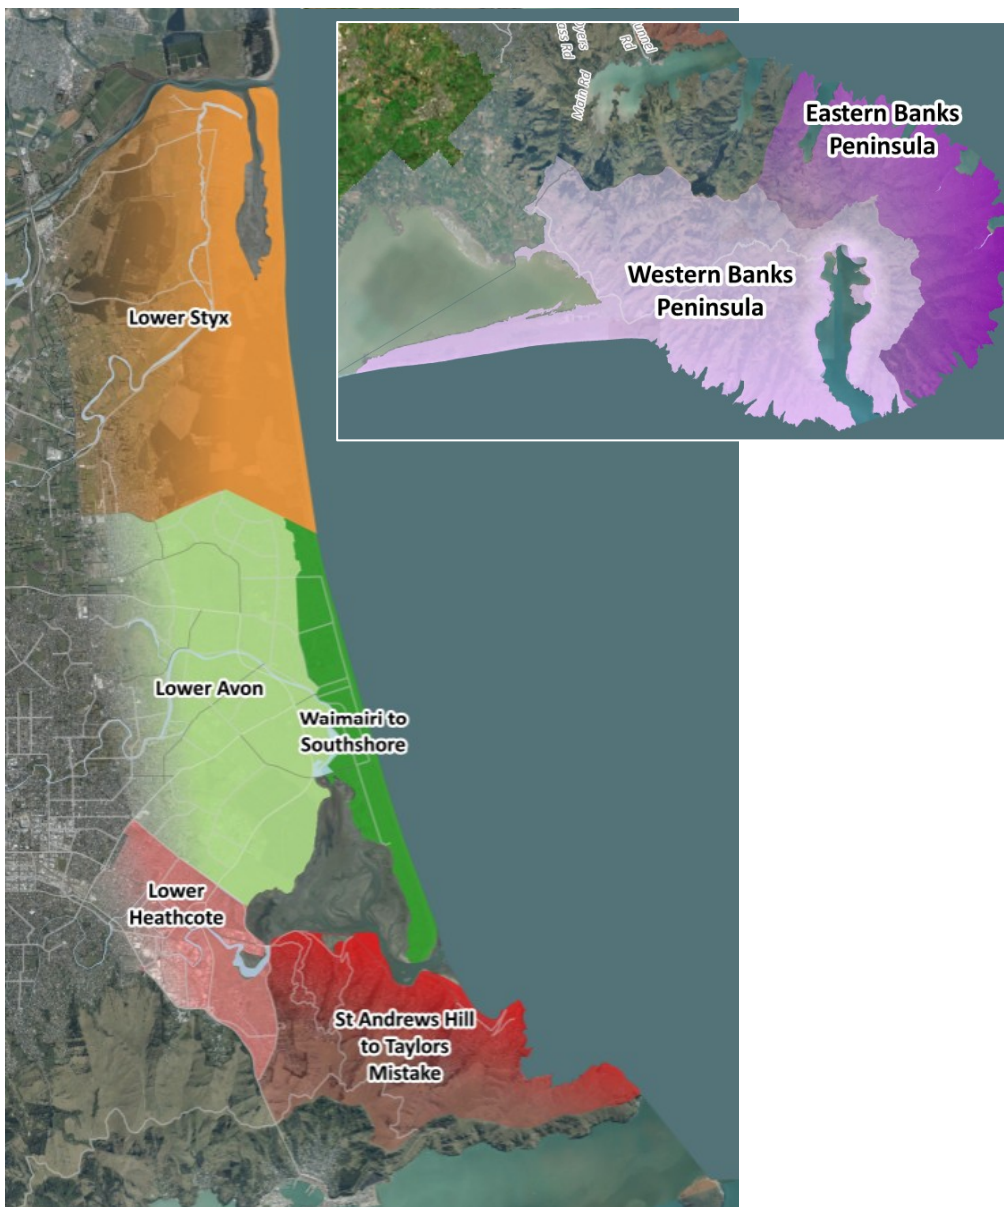 Main Rd
Rd
Eastern Banks
Peninsula
Western Banks
Peninsula
Lower Styx
Lower Avon
Waimairi to
Southshore
Lower
Heathcote
St Andrews Hill
to Taylors
Mistake